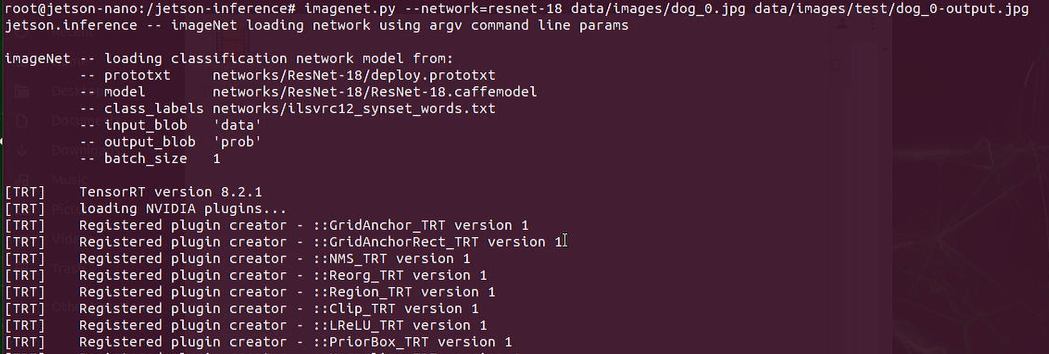 root@jetson-nano:/jetson-inference# imagenet.py --network=resnet-18 data/images/dog_0.jpg data/images/test/dog_0-output.jpg
jetson.inference -- imageNet loading network using argv command line params
imageNet -- loading classification network model from:
-- prototxt     networks/ResNet-18/deploy.prototxt
-- model        networks/ResNet-18/ResNet-18.caffemodel
-- class_labels networks/ilsvrc12_synset_words.txt
-- input_blob   'data'
-- output_blob  'prob'
-- batch_size   1
[TRT]    TensorRT version 8.2.1
[TRT]    loading NVIDIA plugins...
[TRT]    Registered plugin creator - ::GridAnchor_TRT version 1
[TRT]    Registered plugin creator - ::GridAnchorRect_TRT version 1
[TRT]    Registered plugin creator - ::NMS_TRT version 1
[TRT]    Registered plugin creator - ::Reorg_TRT version 1
[TRT]    Registered plugin creator - ::Region_TRT version 1
[TRT]    Registered plugin creator - ::Clip_TRT version 1
[TRT]    Registered plugin creator - ::LReLU_TRT version 1
[TRT]    Registered plugin creator - ::PriorBox_TRT version 1